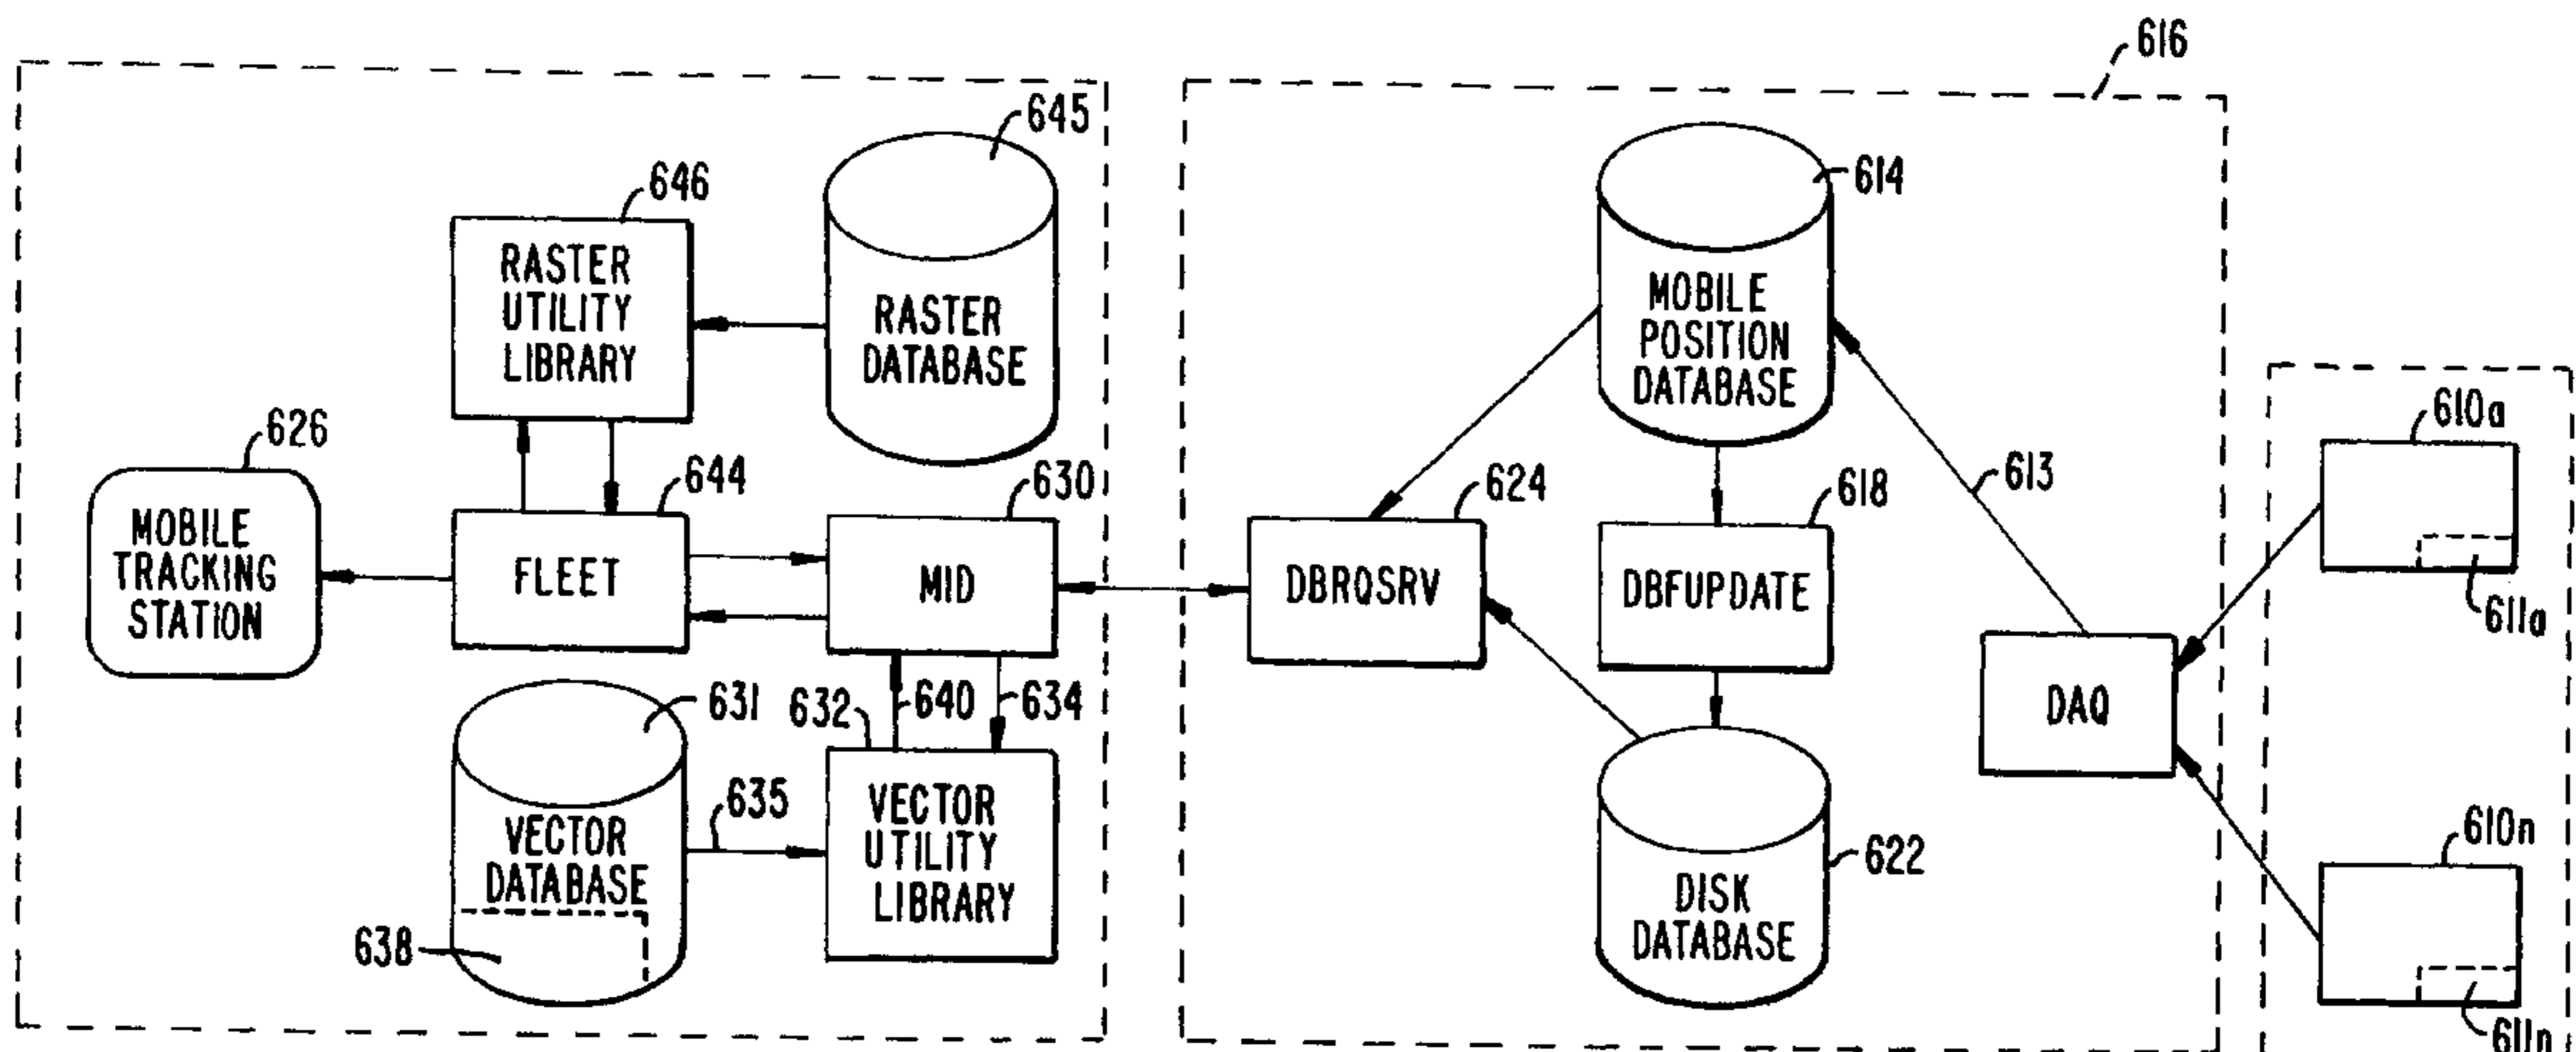 616
645
646
614
RASTER
UTILITY
LIBRARY
RASTER
DATABASE
MOBILE
POSITION
DATABASE
626
644
630
624
618
613
610a
611a
MOBILE
TRACKING
STATION
FLEET
MID
DBRQSRV
DBFUPDATE
DAQ
631
632
640
634
635
VECTOR
DATABASE
638
VECTOR
UTILITY
LIBRARY
DISK
DATABASE
622
610n
611n